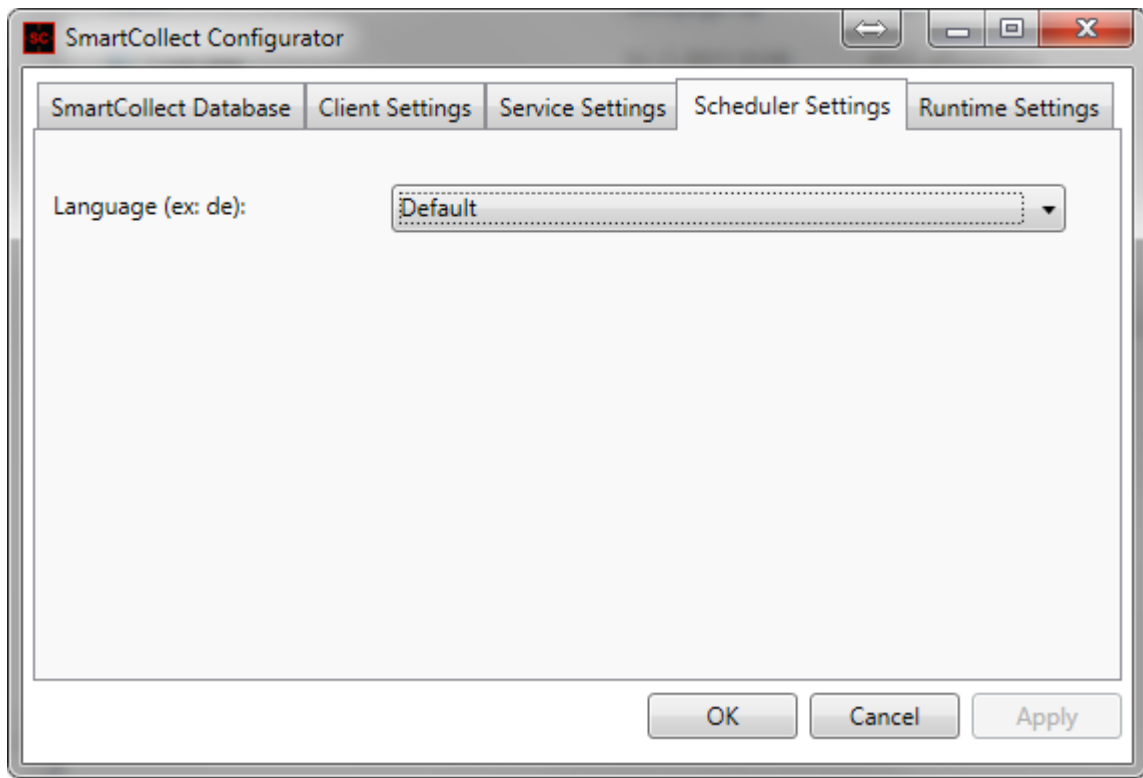 SC SmartCollect Configurator
SmartCollect Database Client Settings Service Settings Scheduler Settings Runtime Settings
Language (ex: de): Default
OK Cancel Apply